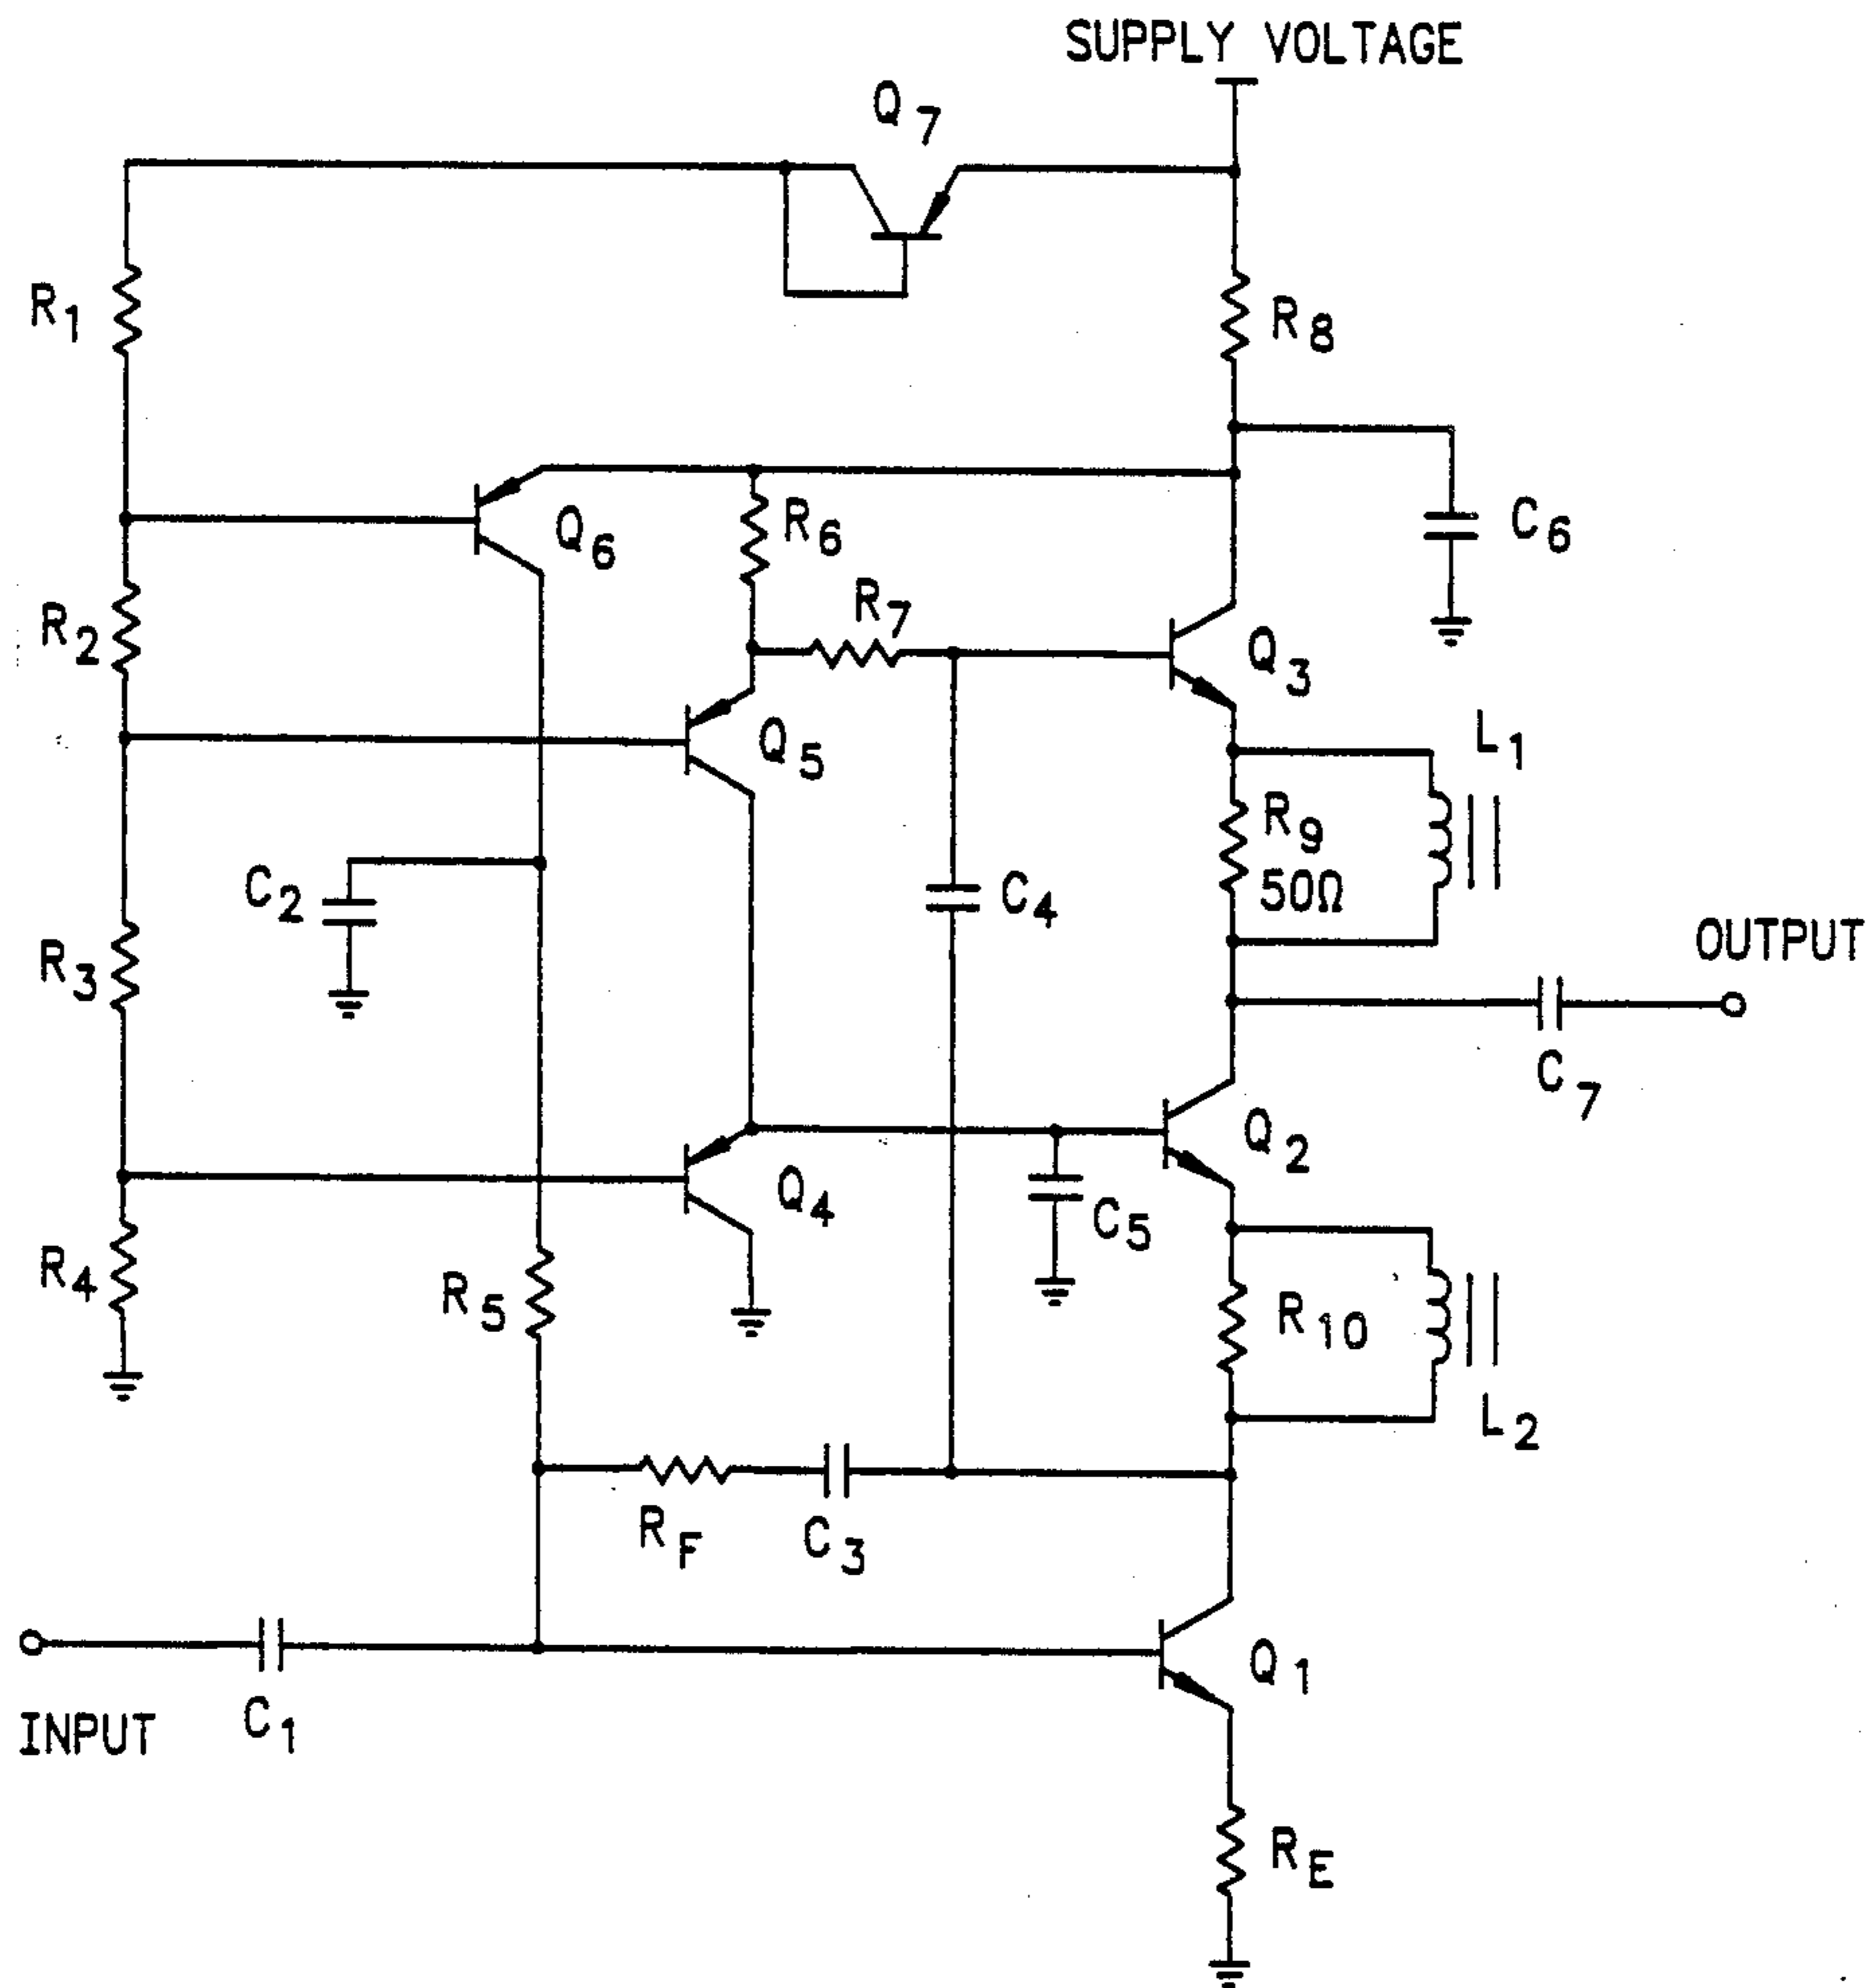 SUPPLY VOLTAGE
Q7
R1
R8
Q6
R6
C6
R7
R2
Q3
Q5
L1
R9
50Ω
C2
C4
OUTPUT
R3
C7
Q2
Q4
C5
R4
R5
R10
L2
RF
C3
Q1
INPUT
C1
RE